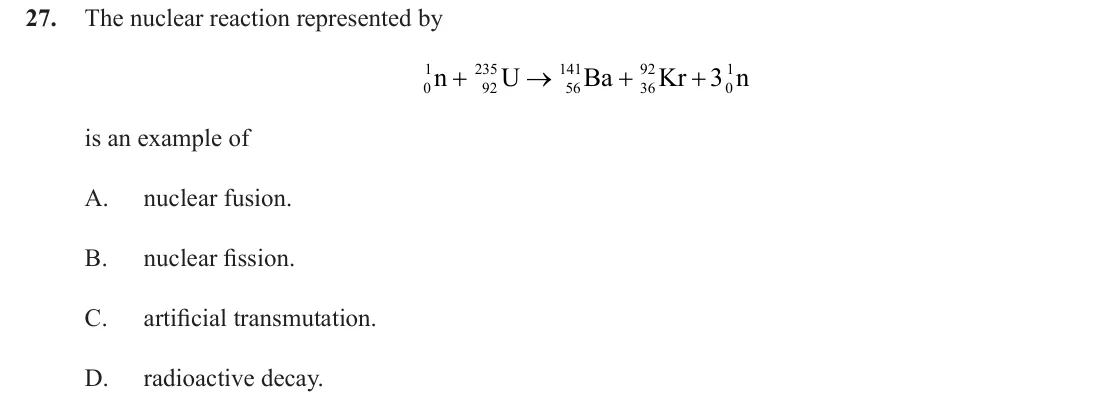 27. The nuclear reaction represented by
¹₀n + ²³⁵₉₂U → ¹⁴¹₅₆Ba + ⁹²₃₆Kr + 3¹₀n
is an example of
A. nuclear fusion.
B. nuclear fission.
C. artificial transmutation.
D. radioactive decay.